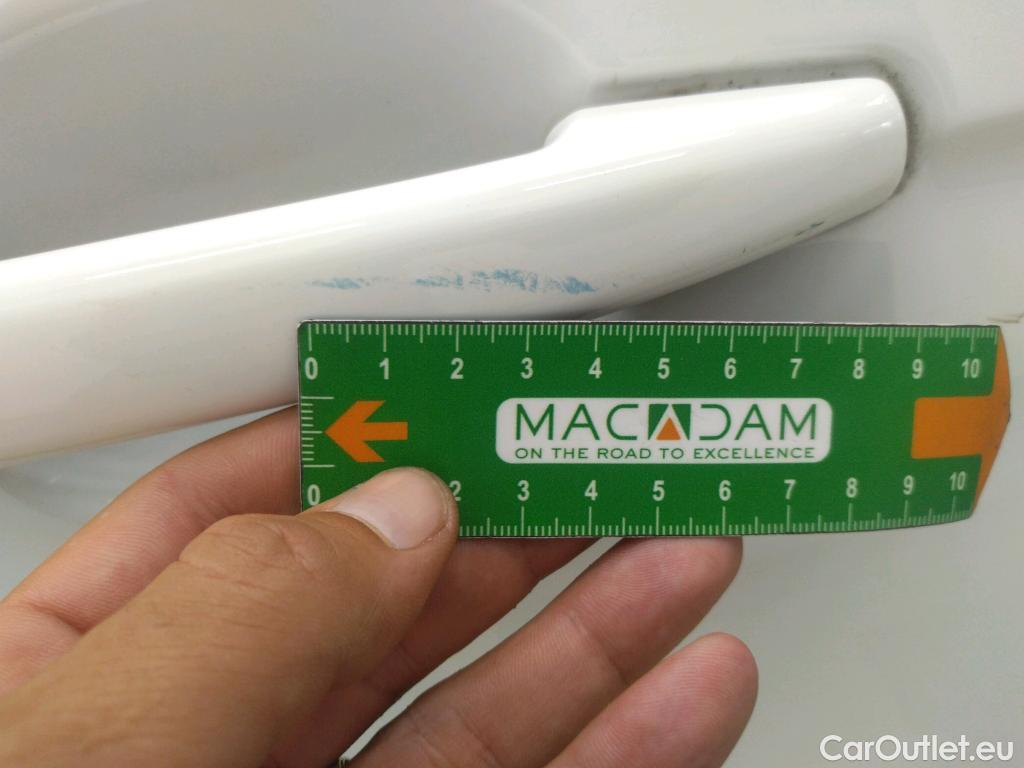 0 1 2 3 4 5 6 7 8 9 10
MACADAM
ON THE ROAD TO EXCELLENCE
0 2 3 4 5 6 7 8 9 10
CarOutlet.eu